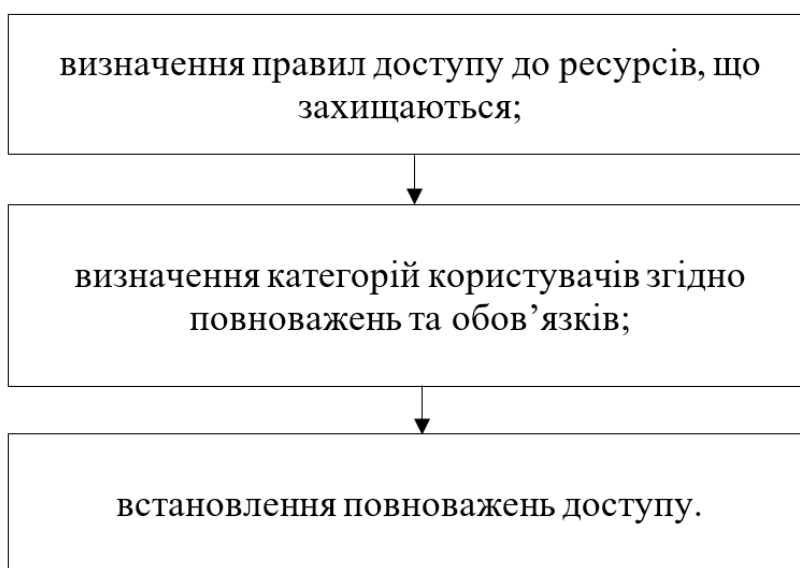 визначення правил доступу до ресурсів, що
захищаються;
визначення категорій користувачів згідно
повноважень та обов’язків;
встановлення повноважень доступу.